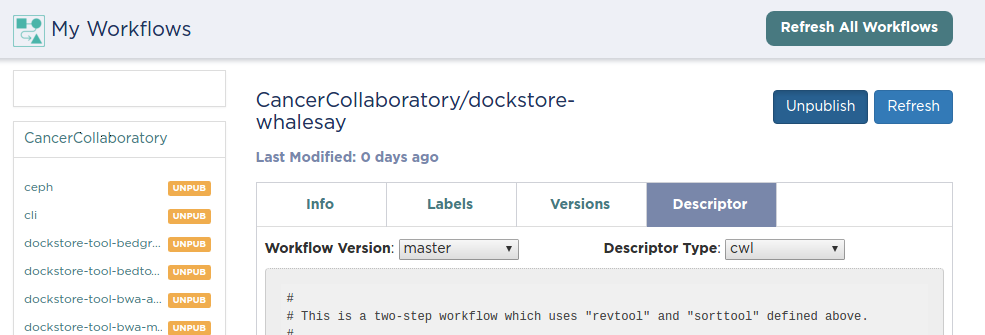 My Workflows
Refresh All Workflows
CancerCollaboratory
ceph UNPUB
cli UNPUB
dockstore-tool-bedgr... UNPUB
dockstore-tool-bedto... UNPUB
dockstore-tool-bwa-a... UNPUB
dockstore-tool-bwa-m... UNPUB
CancerCollaboratory/dockstore-
whalesay
Unpublish Refresh
Last Modified: 0 days ago
Info Labels Versions Descriptor
Workflow Version: master Descriptor Type: cwl
#
# This is a two-step workflow which uses "revtool" and "sorttool" defined above.
#